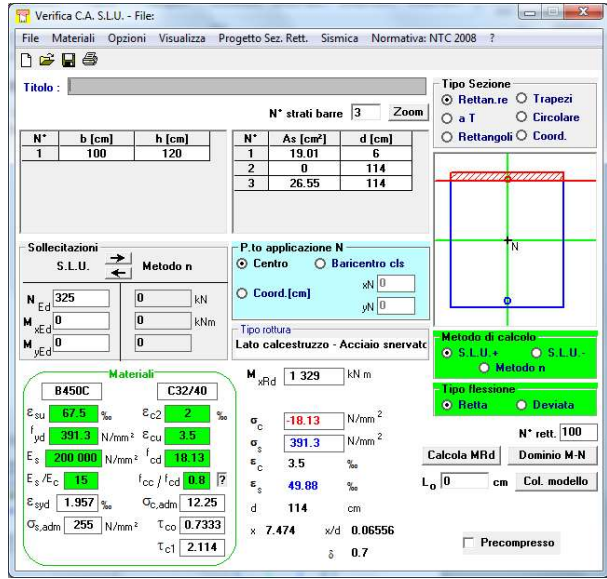 Verifica C.A. S.L.U. - File:
File Materiali Opzioni Visualizza Progetto Sez. Rett. Sismica Normativa: NTC 2008 ?
Titolo :
N° strati barre 3 Zoom
N° b [cm] h [cm]
1 100 120
N° As [cm²] d [cm]
1 19.01 6
2 0 114
3 26.55 114
Tipo Sezione
Rettan.re Trapezi
a T Circolare
Rettangoli Coord.
N
Sollecitazioni
S.L.U. Metodo n
N Ed 325 0 kN
M xEd 0 0 kNm
M yEd 0 0
P.to applicazione N
Centro Baricentro cls
Coord.[cm] xN 0
yN 0
Tipo rottura
Lato calcestruzzo - Acciaio snervato
Metodo di calcolo
S.L.U.+ S.L.U.-
Metodo n
Tipo flessione
Retta Deviata
N° rett. 100
Calcola MRd Dominio M-N
L₀ 0 cm Col. modello
Precompresso
Materiali
B450C C32/40
εsu 67.5 ‰ εc2 2 ‰
fyd 391.3 N/mm² εcu 3.5
Es 200 000 N/mm² fcd 18.13
Es/Ec 15 fcc / fcd 0.8 ?
εsyd 1.957 ‰ σc,adm 12.25
σs,adm 255 N/mm² τco 0.7333
τc1 2.114
M xRd 1 329 kN m
σc -18.13 N/mm²
σs 391.3 N/mm²
εc 3.5 ‰
εs 49.88 ‰
d 114 cm
x 7.474 x/d 0.06556
δ 0.7